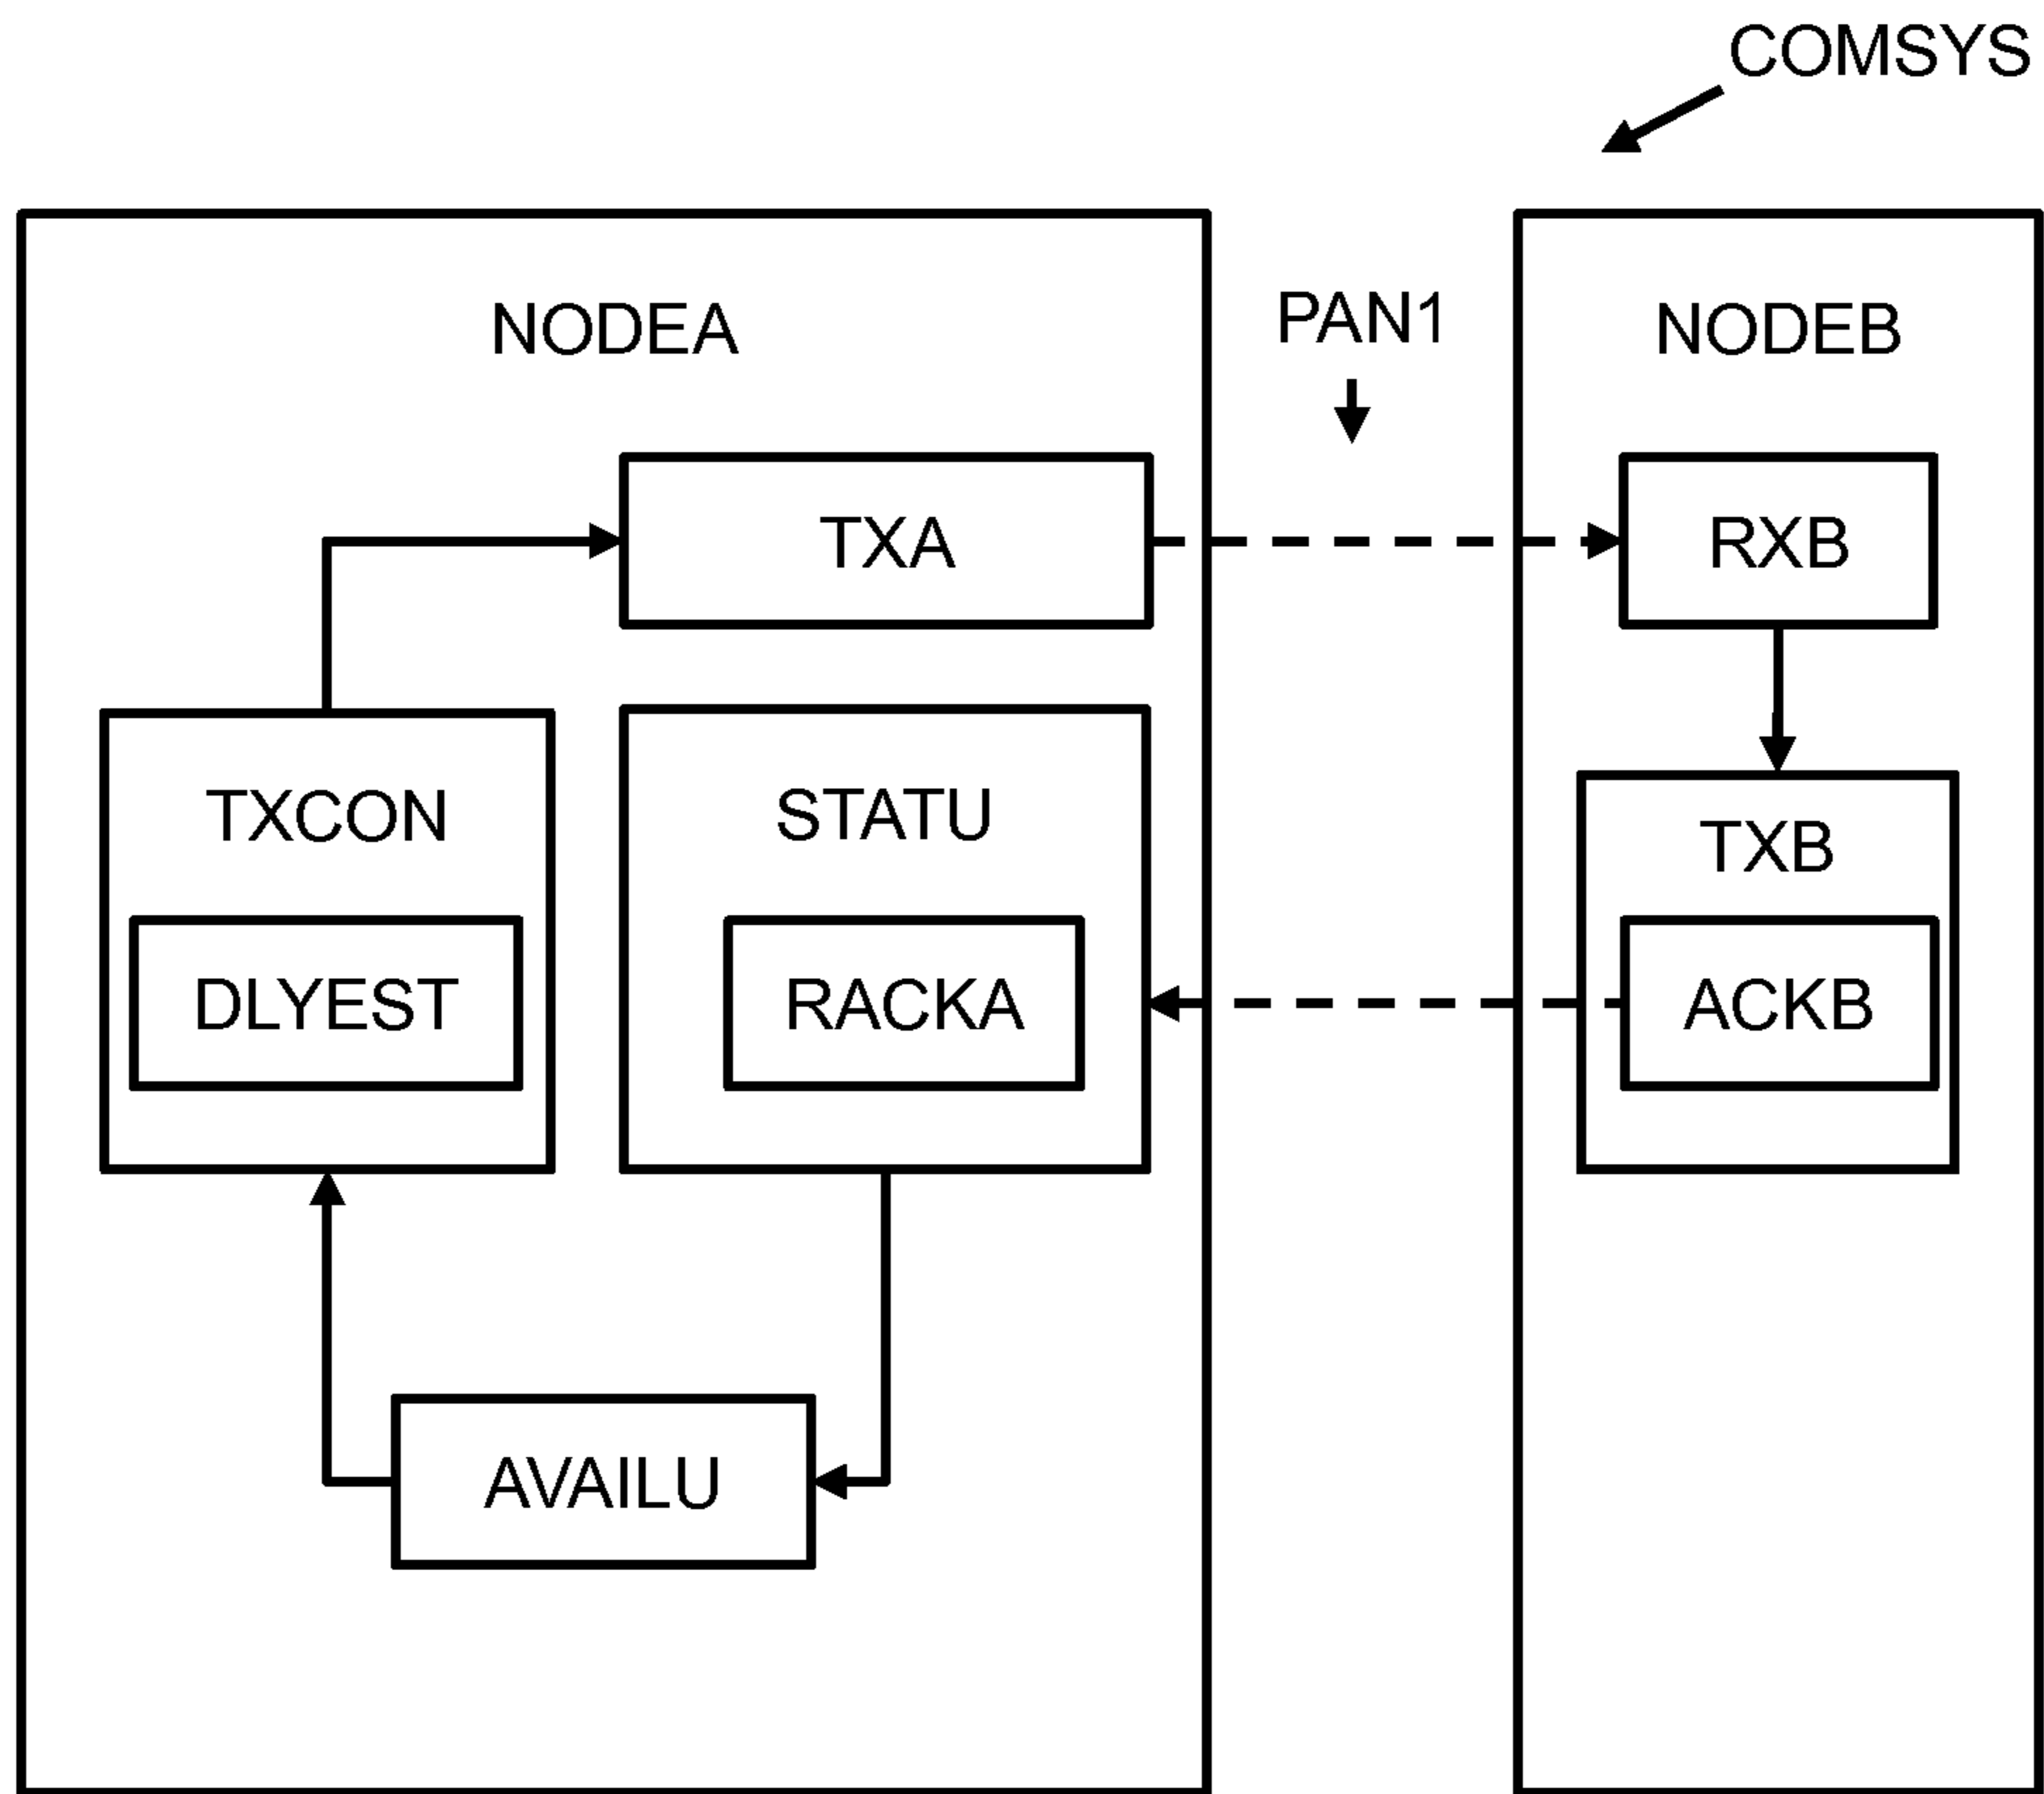 COMSYS
NODEA
PAN1
NODEB
TXA
RXB
TXCON
STATU
TXB
DLYEST
RACKA
ACKB
AVAILU